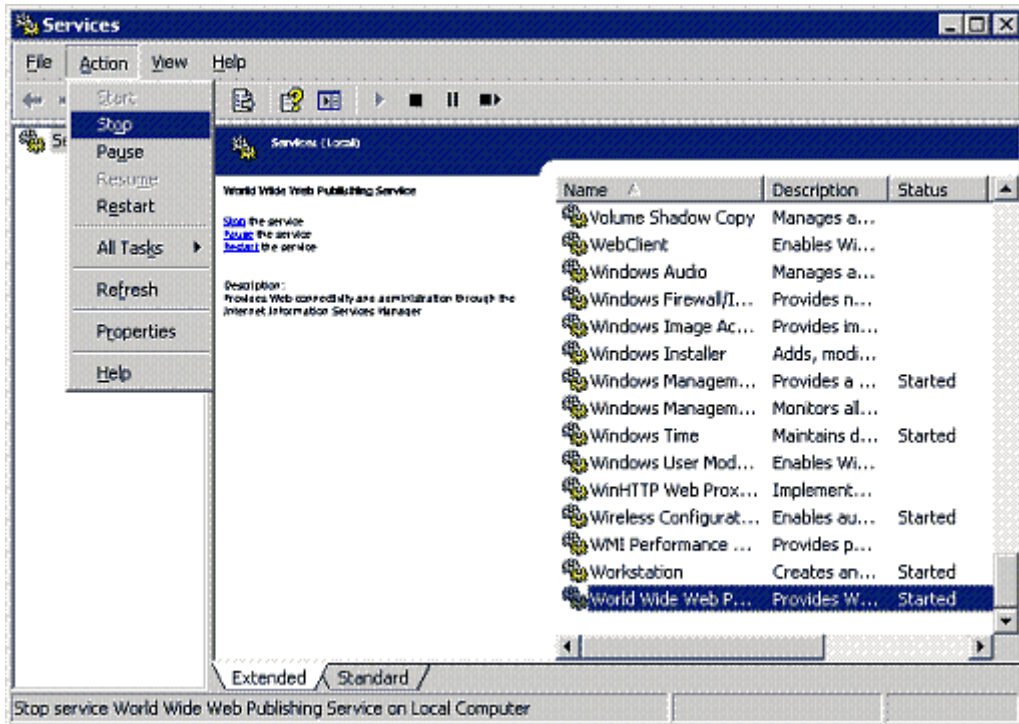 Services
File Action View Help
Start
Stop
Pause
Resume
Restart
All Tasks
Refresh
Properties
Help
Se
Services (Local)
World Wide Web Publishing Service
Stop the service
Pause the service
Restart the service
Description:
Provides Web connectivity and administration through the
Internet Information Services Manager
Name Description Status
Volume Shadow Copy Manages a...
WebClient Enables Wi...
Windows Audio Manages a...
Windows Firewall/I... Provides n...
Windows Image Ac... Provides im...
Windows Installer Adds, modi...
Windows Managem... Provides a ... Started
Windows Managem... Monitors all...
Windows Time Maintains d... Started
Windows User Mod... Enables Wi...
WinHTTP Web Prox... Implement...
Wireless Configurat... Enables au... Started
WMI Performance ... Provides p...
Workstation Creates an... Started
World Wide Web P... Provides W... Started
Extended Standard
Stop service World Wide Web Publishing Service on Local Computer